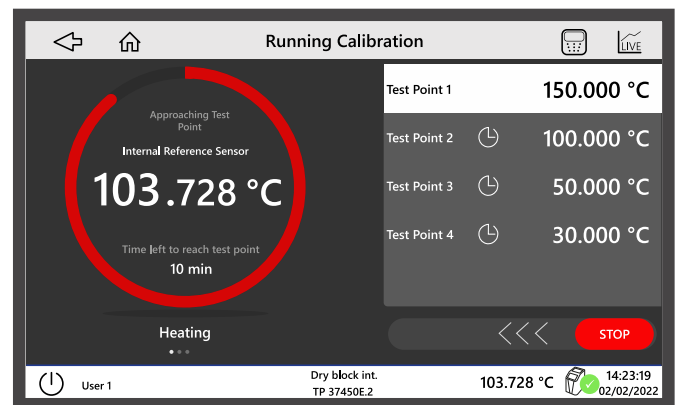 Running Calibration
LIVE
Approaching Test
Point
Internal Reference Sensor
103.728 °C
Time left to reach test point
10 min
Heating
Test Point 1 150.000 °C
Test Point 2 100.000 °C
Test Point 3 50.000 °C
Test Point 4 30.000 °C
STOP
User 1
Dry block int.
TP 37450E.2
103.728 °C
14:23:19
02/02/2022